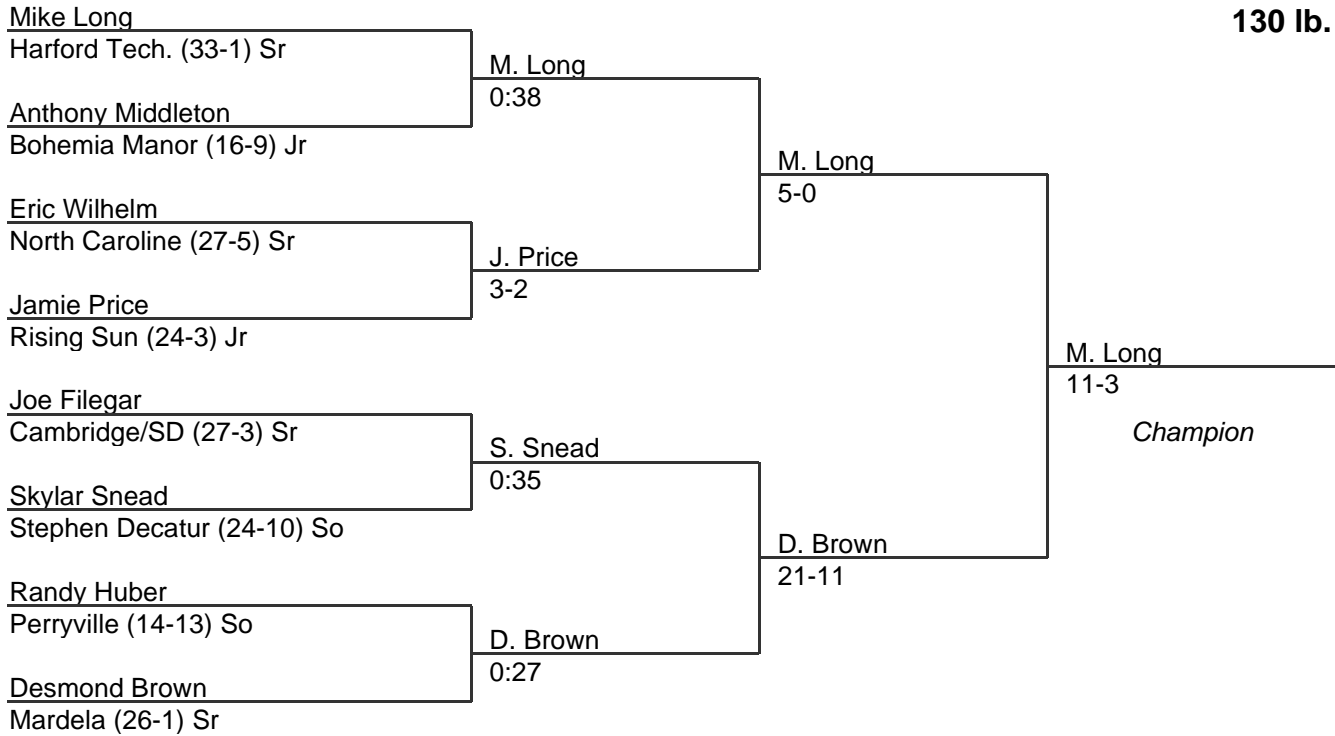 130 lb.
Mike Long
Harford Tech. (33-1) Sr
M. Long
0:38
Anthony Middleton
Bohemia Manor (16-9) Jr
M. Long
5-0
Eric Wilhelm
North Caroline (27-5) Sr
J. Price
3-2
Jamie Price
Rising Sun (24-3) Jr
M. Long
11-3
Champion
Joe Filegar
Cambridge/SD (27-3) Sr
S. Snead
0:35
Skylar Snead
Stephen Decatur (24-10) So
D. Brown
21-11
Randy Huber
Perryville (14-13) So
D. Brown
0:27
Desmond Brown
Mardela (26-1) Sr